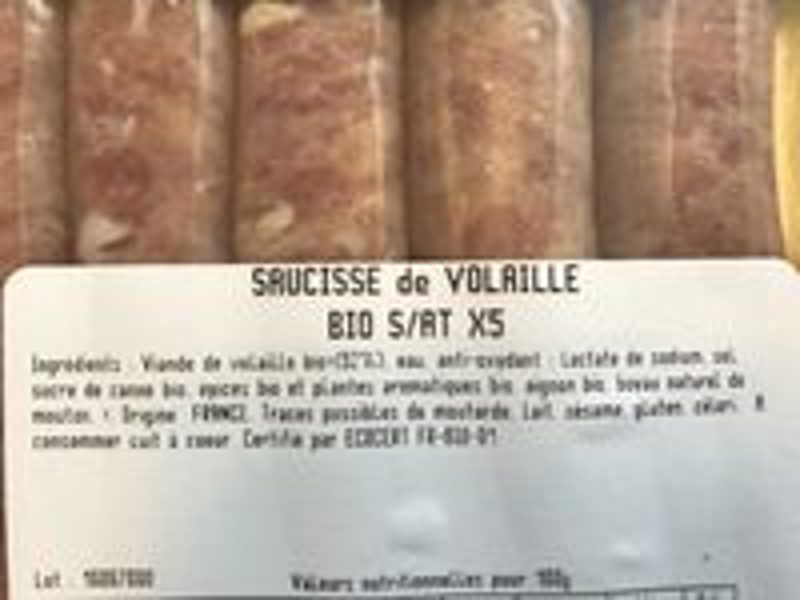 SAUCISSE de VOLAILLE
BIO S/AT X5
Ingrédients : Viande de volaille bio* eau, anti-oxydant : Lactate de sodium, sel,
sucre de canne bio, épices bio et plantes aromatiques bio, oignon bio, boyau naturel de
mouton. * Origine FRANCE. Traces possibles de moutarde, Lait, sésame, gluten, céleri. A
consommer cuit à coeur. Certifié par ECOCERT FR-BIO-01
Lot
Valeurs nutritionnelles pour 100g